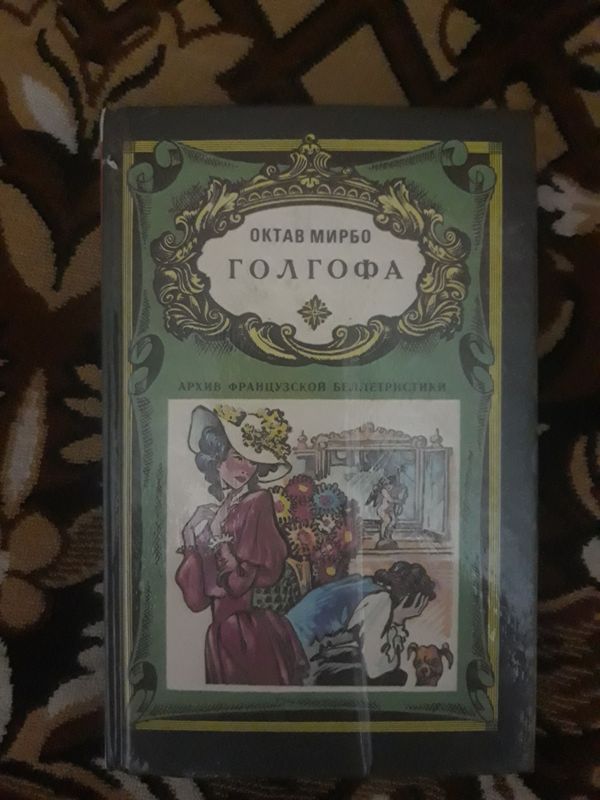 ОКТАВ МИРБО
ГОЛГОФА
АРХИВ ФРАНЦУЗСКОЙ БЕЛЛЕТРИСТИКИ